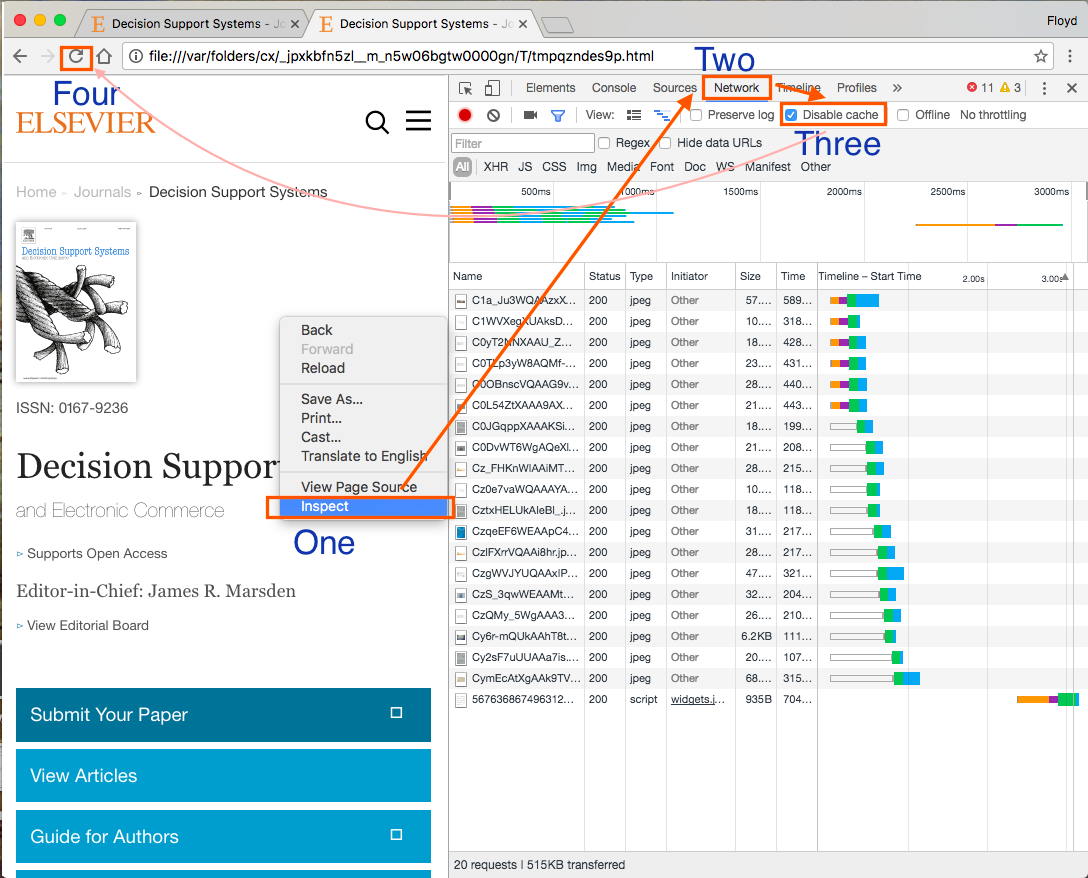 Decision Support Systems - Jo
Decision Support Systems - Jo
Floyd
file:///var/folders/cx/_jpxkbfn5zl__m_n5w06bgtw0000gn/T/tmpqzndes9p.html
Two
Four
ELSEVIER
Home
Journals
Decision Support Systems
Decision Support Systems
and Electronic Commerce
ISSN: 0167-9236
Decision Suppor
and Electronic Commerce
Supports Open Access
Editor-in-Chief: James R. Marsden
View Editorial Board
Submit Your Paper
View Articles
Guide for Authors
Back
Forward
Reload
Save As...
Print...
Cast...
Translate to English
View Page Source
Inspect
One
Elements Console Sources Network Timeline Profiles » 11 3
View: Preserve log Disable cache Offline No throttling
Three
Filter Regex Hide data URLs
All XHR JS CSS Img Media Font Doc WS Manifest Other
500ms 1000ms 1500ms 2000ms 2500ms 3000ms
Name Status Type Initiator Size Time Timeline – Start Time 2.00s 3.00s
C1a_Ju3WQAAzxX... 200 jpeg Other 57.... 589...
C1WVXegXUAksD... 200 jpeg Other 10.... 318...
C0yT2NNXAAU_Z... 200 jpeg Other 18.... 428...
C0TLp3yW8AQMf-... 200 jpeg Other 23.... 431...
C0OBnscVQAAG9v... 200 jpeg Other 28.... 440...
C0L54ZtXAAA9AX... 200 jpeg Other 21.... 443...
C0JGqppXAAAKSi... 200 jpeg Other 18.... 199...
C0DvWT6WgAQeXl... 200 jpeg Other 21.... 208...
Cz_FHKnWIAAiMT... 200 jpeg Other 28.... 215...
Cz0e7vaWQAAAYA... 200 jpeg Other 10.... 118...
CztxHELUkAIeBl_.j... 200 jpeg Other 18.... 118...
CzqeEF6WEAApC4... 200 jpeg Other 31.... 217...
CzlFXrrVQAAi8hr.jp... 200 jpeg Other 28.... 217...
CzgWVJYUQAAxIP... 200 jpeg Other 47.... 321...
CzS_3qwWEAAMt... 200 jpeg Other 32.... 204...
CzQMy_5WgAAA3... 200 jpeg Other 26.... 210...
Cy6r-mQUkAAhT8t... 200 jpeg Other 6.2KB 111...
Cy2sF7uUUAAa7is.... 200 jpeg Other 20.... 107...
CymEcAtXgAAk9TV... 200 jpeg Other 68.... 315...
567636867496312... 200 script widgets.j... 935B 704...
20 requests | 515KB transferred